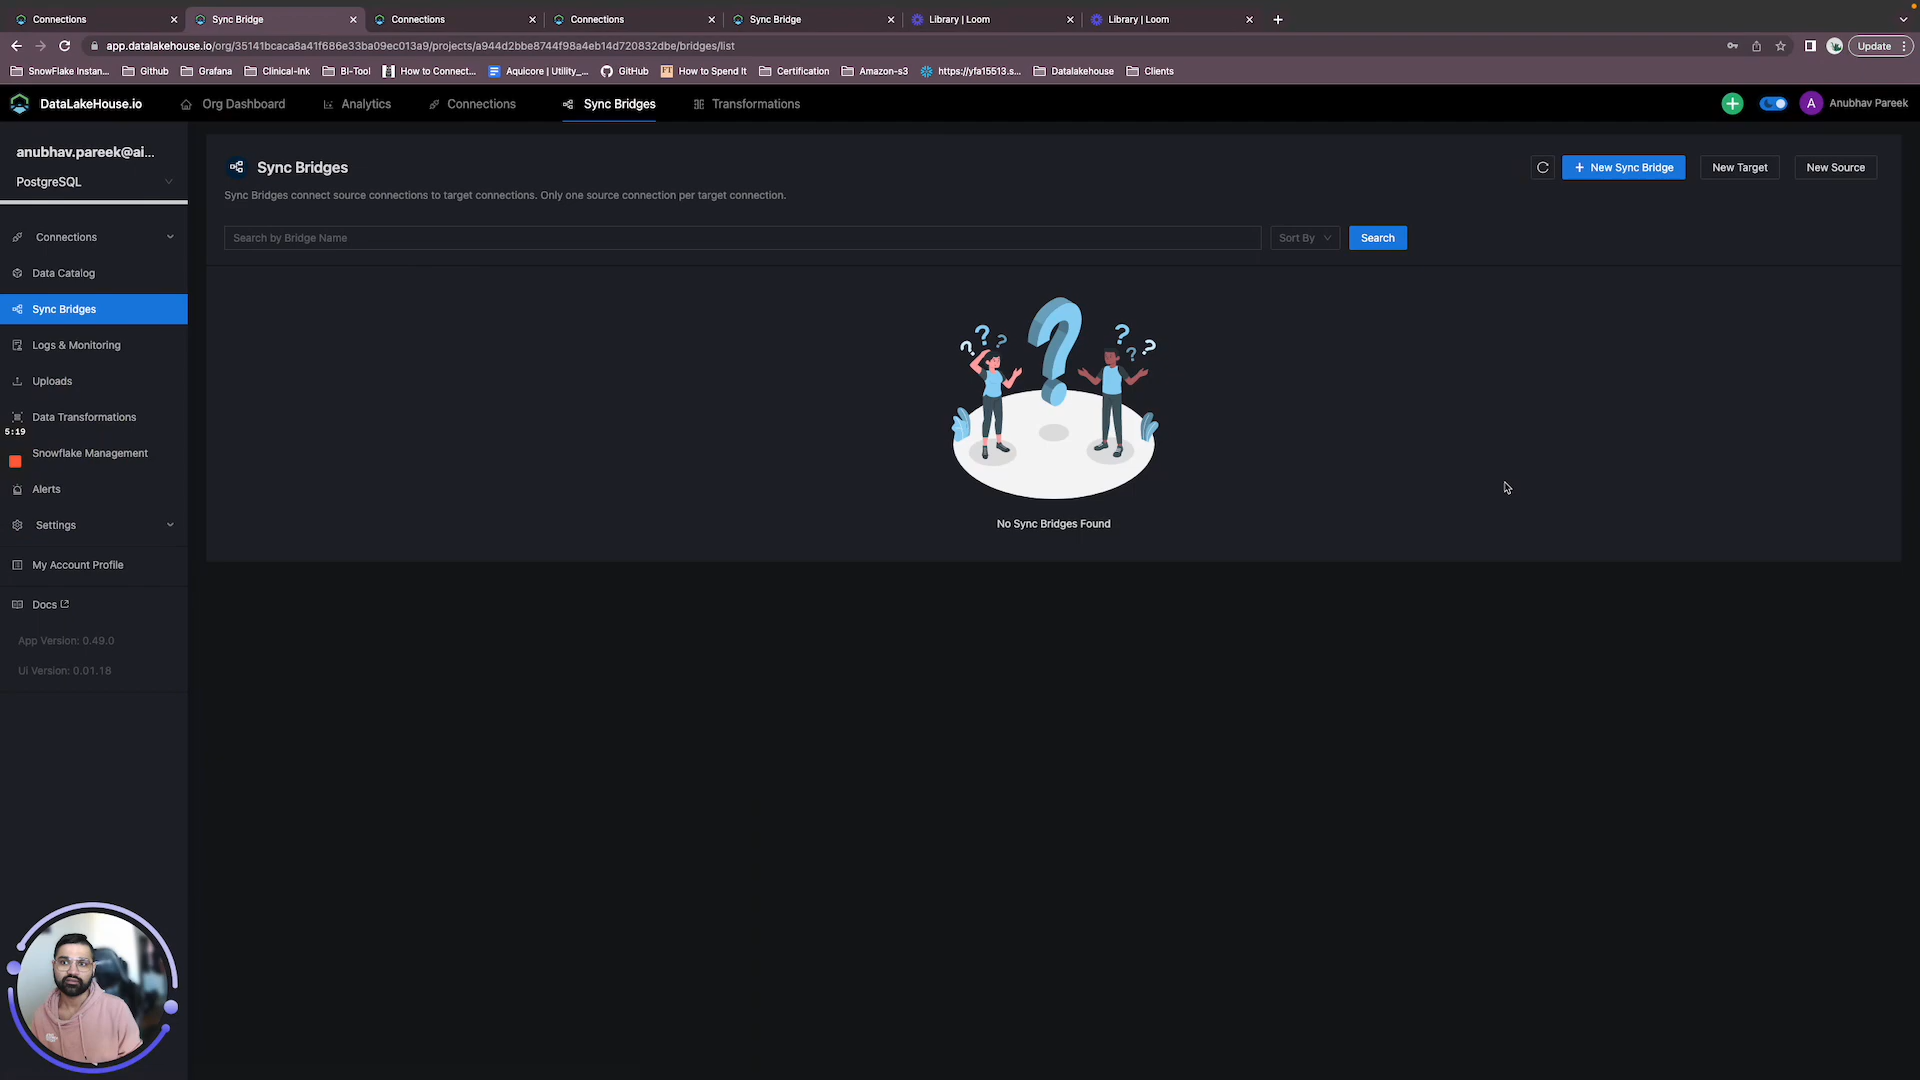 Connections
Sync Bridge
Connections
Connections
Sync Bridge
Library | Loom
Library | Loom
app.datalakehouse.io/org/35141bcaca8a41f686e33ba09ec013a9/projects/a944d2bbe8744f98a4eb14d720832dbe/bridges/list
Update
SnowFlake Instan...
Github
Grafana
Clinical-Ink
BI-Tool
How to Connect...
Aquicore | Utility_...
GitHub
FT
How to Spend It
Certification
Amazon-s3
https://yfa15513.s...
Datalakehouse
Clients
DataLakeHouse.io
Org Dashboard
Analytics
Connections
Sync Bridges
Transformations
A
Anubhav Pareek
anubhav.pareek@ai...
PostgreSQL
Connections
Data Catalog
Sync Bridges
Logs & Monitoring
Uploads
Data Transformations
5:19
Snowflake Management
Alerts
Settings
My Account Profile
Docs
App Version: 0.49.0
UI Version: 0.01.18
Sync Bridges
New Sync Bridge
New Target
New Source
Sync Bridges connect source connections to target connections. Only one source connection per target connection.
Search by Bridge Name
Sort By
Search
No Sync Bridges Found